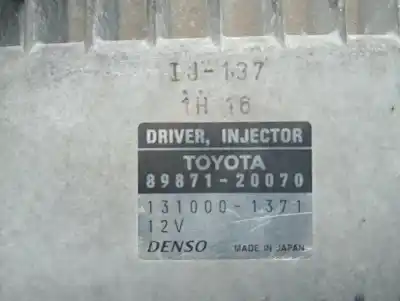 IJ-137
1H 16
DRIVER, INJECTOR
TOYOTA
89871-20070
131000-1371
12V
DENSO MADE IN JAPAN